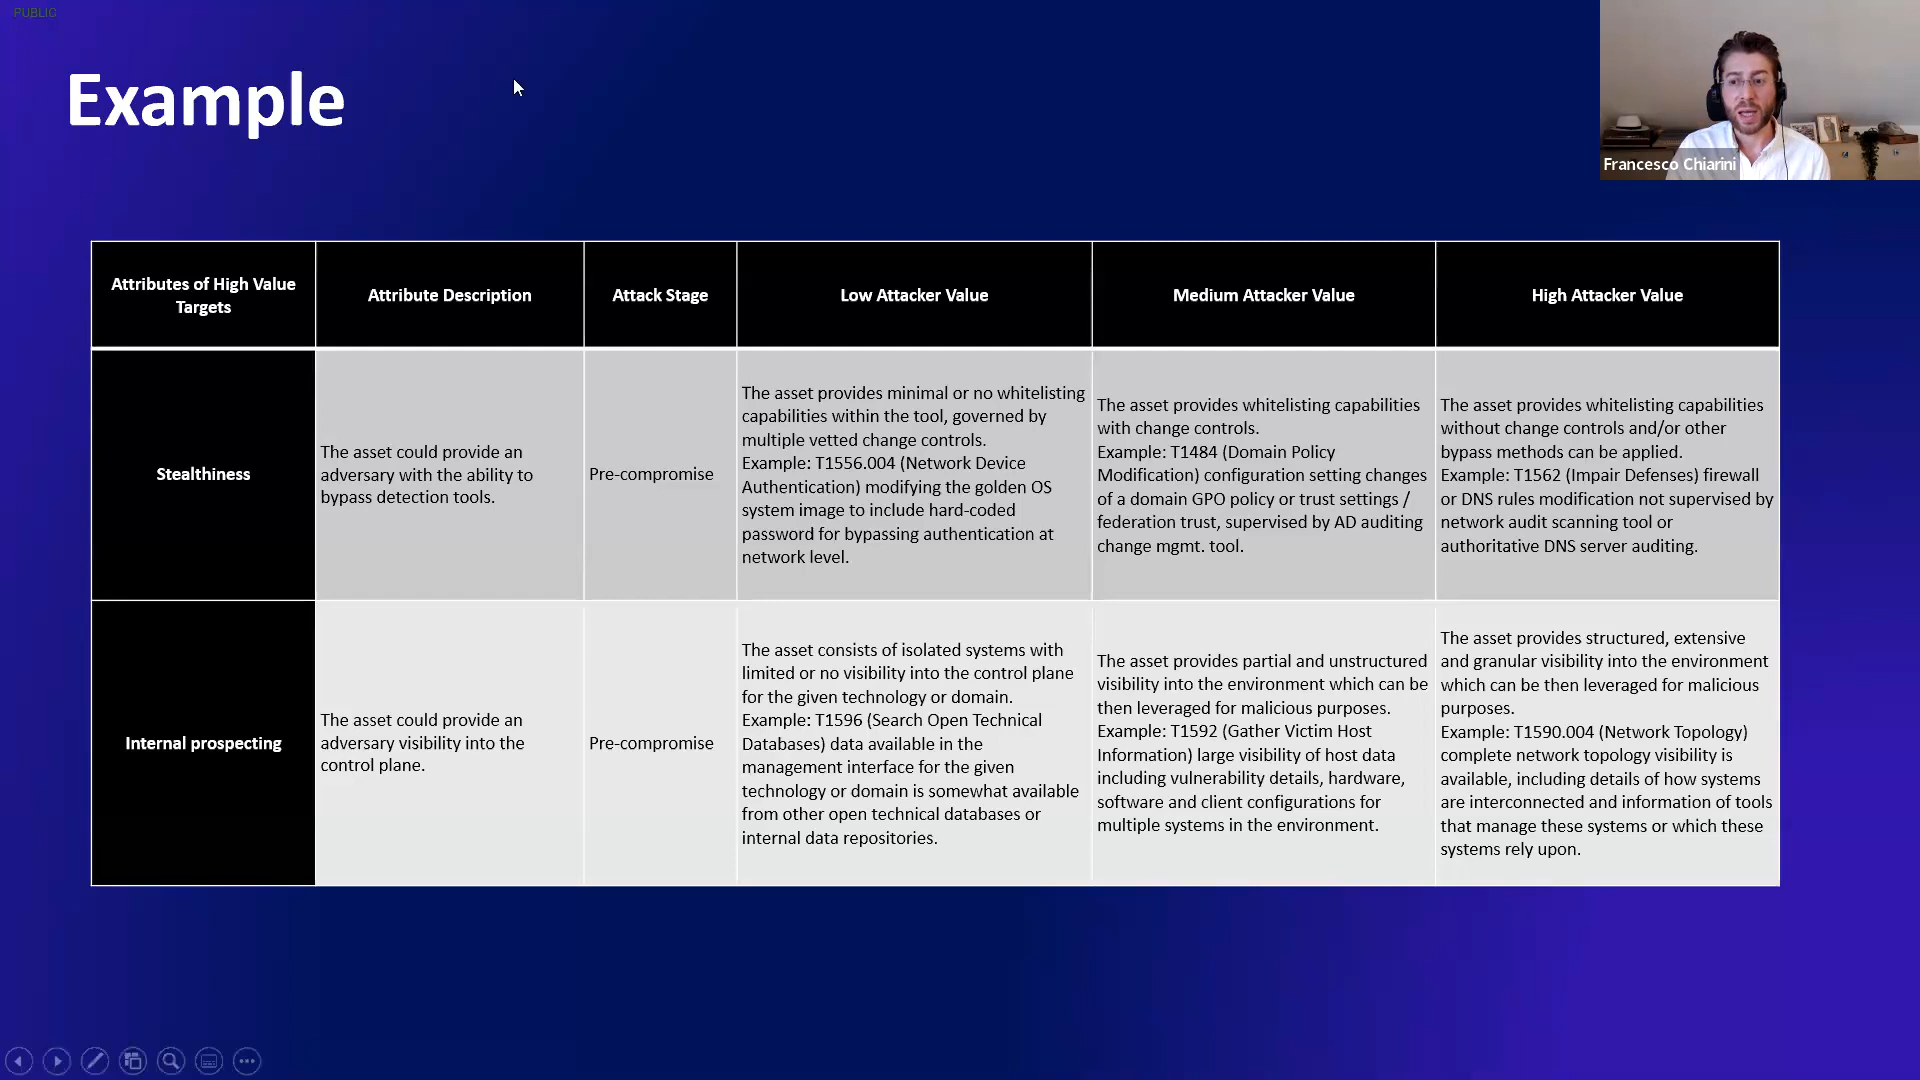 PUBLIC
Example
Francesco Chiarini
Attributes of High Value
Targets
Attribute Description
Attack Stage
Low Attacker Value
Medium Attacker Value
High Attacker Value
Stealthiness
The asset could provide an
adversary with the ability to
bypass detection tools.
Pre-compromise
The asset provides minimal or no whitelisting
capabilities within the tool, governed by
multiple vetted change controls.
Example: T1556.004 (Network Device
Authentication) modifying the golden OS
system image to include hard-coded
password for bypassing authentication at
network level.
The asset provides whitelisting capabilities
with change controls.
Example: T1484 (Domain Policy
Modification) configuration setting changes
of a domain GPO policy or trust settings /
federation trust, supervised by AD auditing
change mgmt. tool.
The asset provides whitelisting capabilities
without change controls and/or other
bypass methods can be applied.
Example: T1562 (Impair Defenses) firewall
or DNS rules modification not supervised by
network audit scanning tool or
authoritative DNS server auditing.
Internal prospecting
The asset could provide an
adversary visibility into the
control plane.
Pre-compromise
The asset consists of isolated systems with
limited or no visibility into the control plane
for the given technology or domain.
Example: T1596 (Search Open Technical
Databases) data available in the
management interface for the given
technology or domain is somewhat available
from other open technical databases or
internal data repositories.
The asset provides partial and unstructured
visibility into the environment which can be
then leveraged for malicious purposes.
Example: T1592 (Gather Victim Host
Information) large visibility of host data
including vulnerability details, hardware,
software and client configurations for
multiple systems in the environment.
The asset provides structured, extensive
and granular visibility into the environment
which can be then leveraged for malicious
purposes.
Example: T1590.004 (Network Topology)
complete network topology visibility is
available, including details of how systems
are interconnected and information of tools
that manage these systems or which these
systems rely upon.